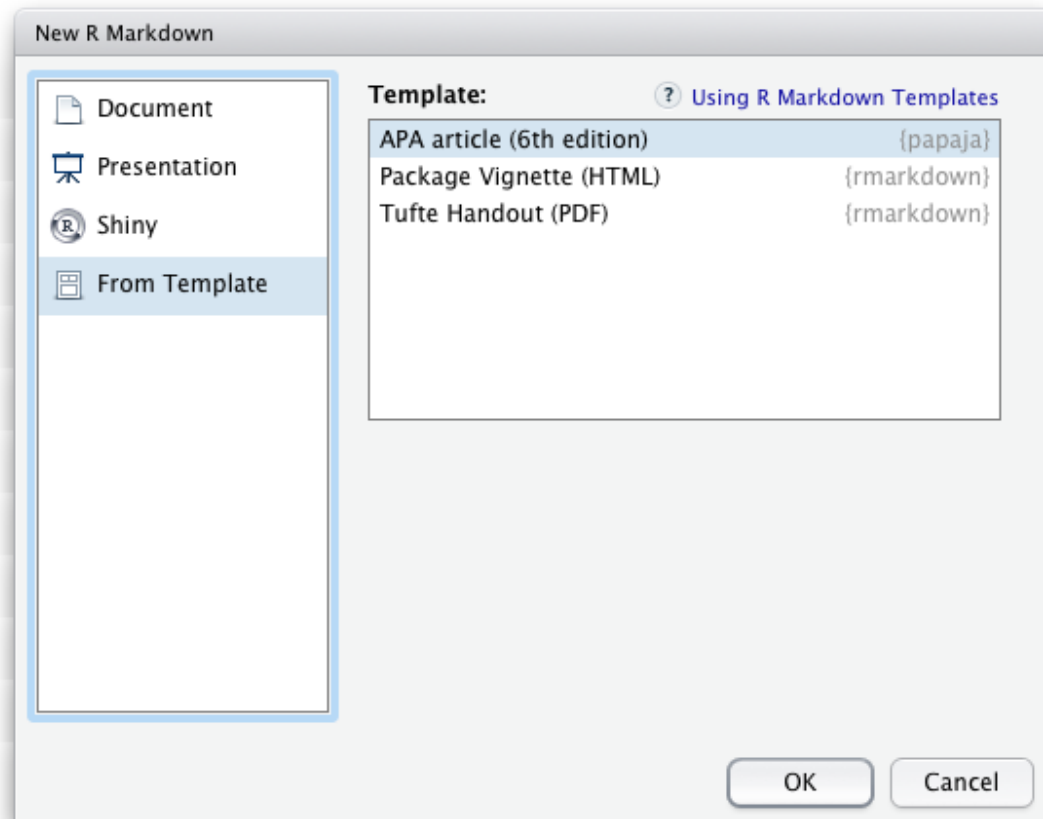 New R Markdown
Document
Presentation
Shiny
From Template
Template: ? Using R Markdown Templates
APA article (6th edition) {papaja}
Package Vignette (HTML) {rmarkdown}
Tufte Handout (PDF) {rmarkdown}
OK Cancel